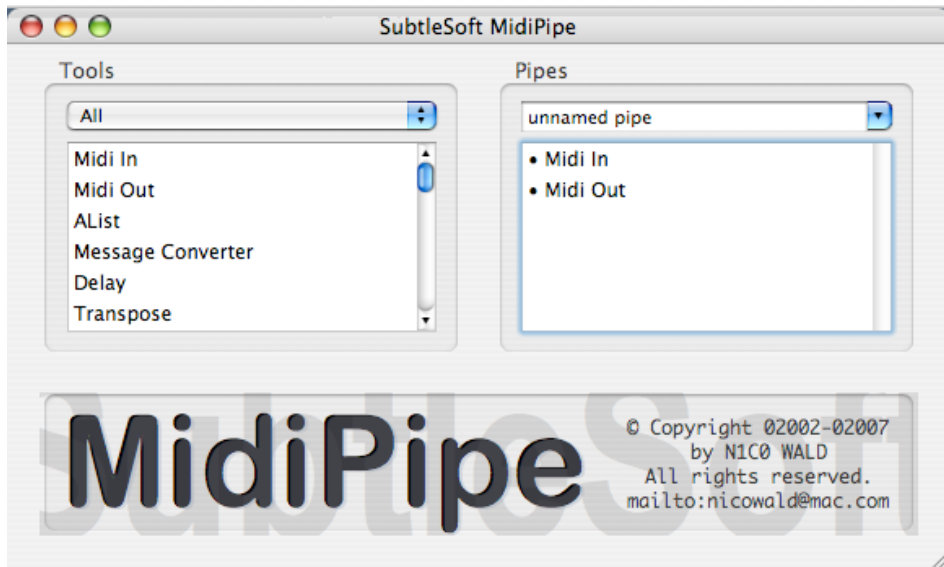 SubtleSoft MidiPipe
Tools
All
Midi In
Midi Out
AList
Message Converter
Delay
Transpose
Pipes
unnamed pipe
• Midi In
• Midi Out
SubtleSoft
MidiPipe
© Copyright 02002-02007
by N1C0 WALD
All rights reserved.
mailto:nicowald@mac.com